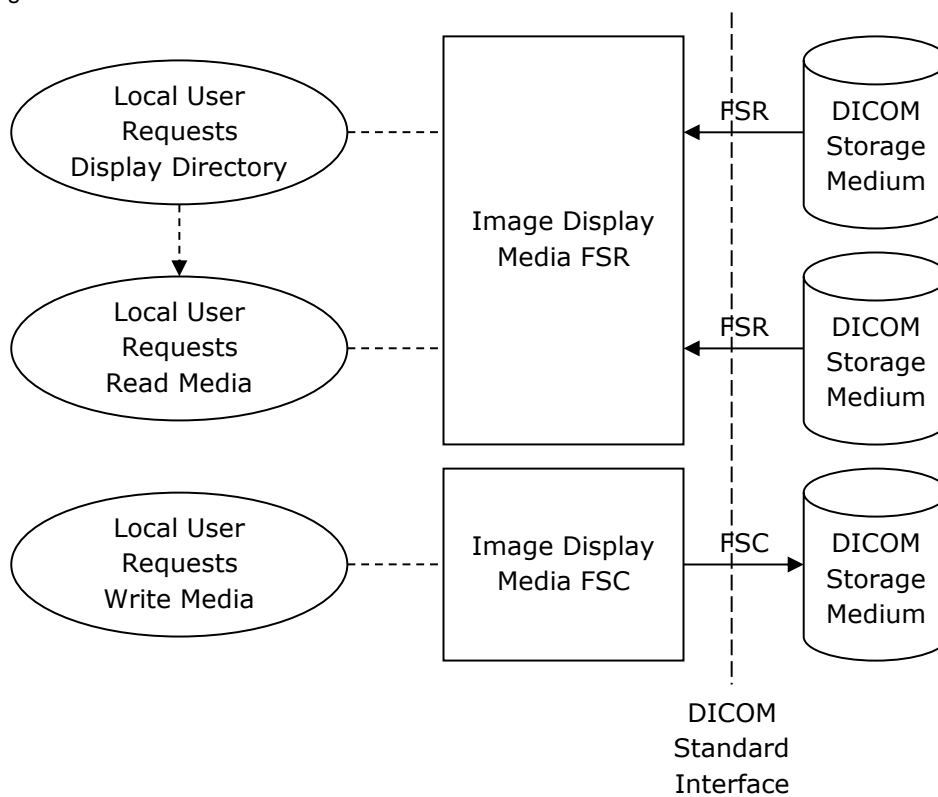 Local User
Requests
Display Directory
Image Display
Media FSR
FSR
DICOM
Storage
Medium
Local User
Requests
Read Media
FSR
DICOM
Storage
Medium
Local User
Requests
Write Media
Image Display
Media FSC
FSC
DICOM
Storage
Medium
DICOM
Standard
Interface